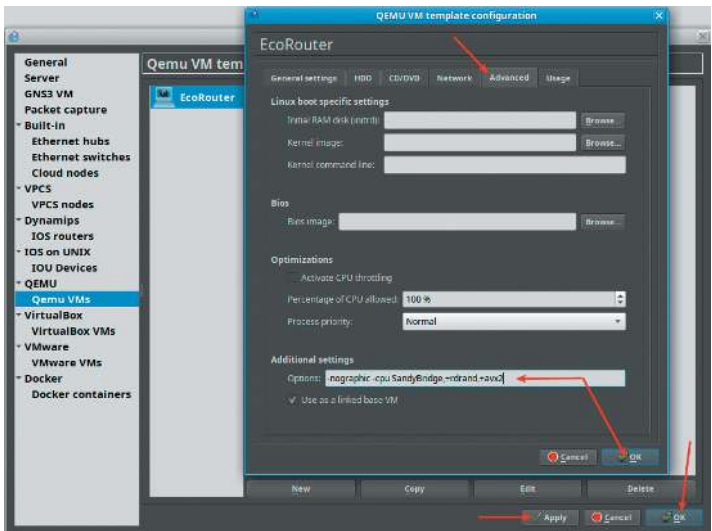 QEMU VM template configuration
EcoRouter
General settings HDD CD/DVD Network Advanced Usage
Linux boot specific settings
Initial RAM disk (initrd): Browse...
Kernel image: Browse...
Kernel command line:
Bios
Bios image: Browse...
Optimizations
Activate CPU throttling
Percentage of CPU allowed: 100 %
Process priority: Normal
Additional settings
Options: -nographic -cpu SandyBridge,+rdrand,+avx2
Use as a linked base VM
Cancel OK
General
Server
GNS3 VM
Packet capture
Built-in
Ethernet hubs
Ethernet switches
Cloud nodes
VPCS
VPCS nodes
Dynamips
IOS routers
IOS on UNIX
IOU Devices
QEMU
Qemu VMs
VirtualBox
VirtualBox VMs
VMware
VMware VMs
Docker
Docker containers
Qemu VM tem
EcoRouter
New Copy Edit Delete
Apply Cancel OK